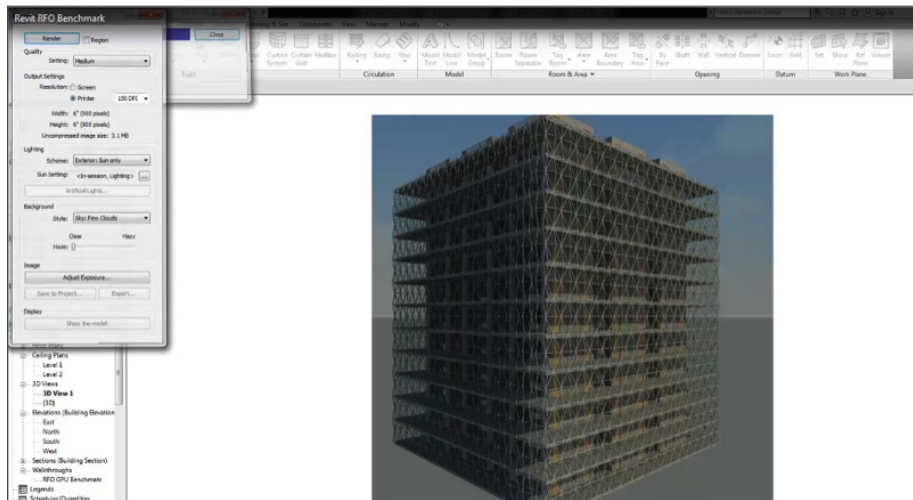 Revit RFO Benchmark
Render
Region
Quality
Setting: Medium
Output Settings
Resolution: Screen
Printer 150 DPI
Width: 6" (900 pixels)
Height: 6" (900 pixels)
Uncompressed image size: 3.1 MB
Lighting
Scheme: Exterior: Sun only
Sun Setting: <In-session, Lighting> ...
Artificial Lights...
Background
Style: Sky: Few Clouds
Clear Hazy
Haze:
Image
Adjust Exposure...
Save to Project... Export...
Display
Show the model
Close
Collaborate View Manage Modify
Sign In
Curtain System
Curtain Grid
Mullion
Railing
Ramp
Stair
Model Text
Model Line
Model Group
Room
Room Separator
Tag Room
Area
Area Boundary
Tag Area
By Face
Shaft
Wall
Vertical
Dormer
Level
Grid
Set
Show
Ref Plane
Viewer
Circulation
Model
Room & Area
Opening
Datum
Work Plane
Ceiling Plans
Level 1
Level 2
3D Views
3D View 1
{3D}
Elevations (Building Elevation
East
North
South
West
Sections (Building Section)
Walkthroughs
RFO GPU Benchmark
Legends
Schedules/Quantities